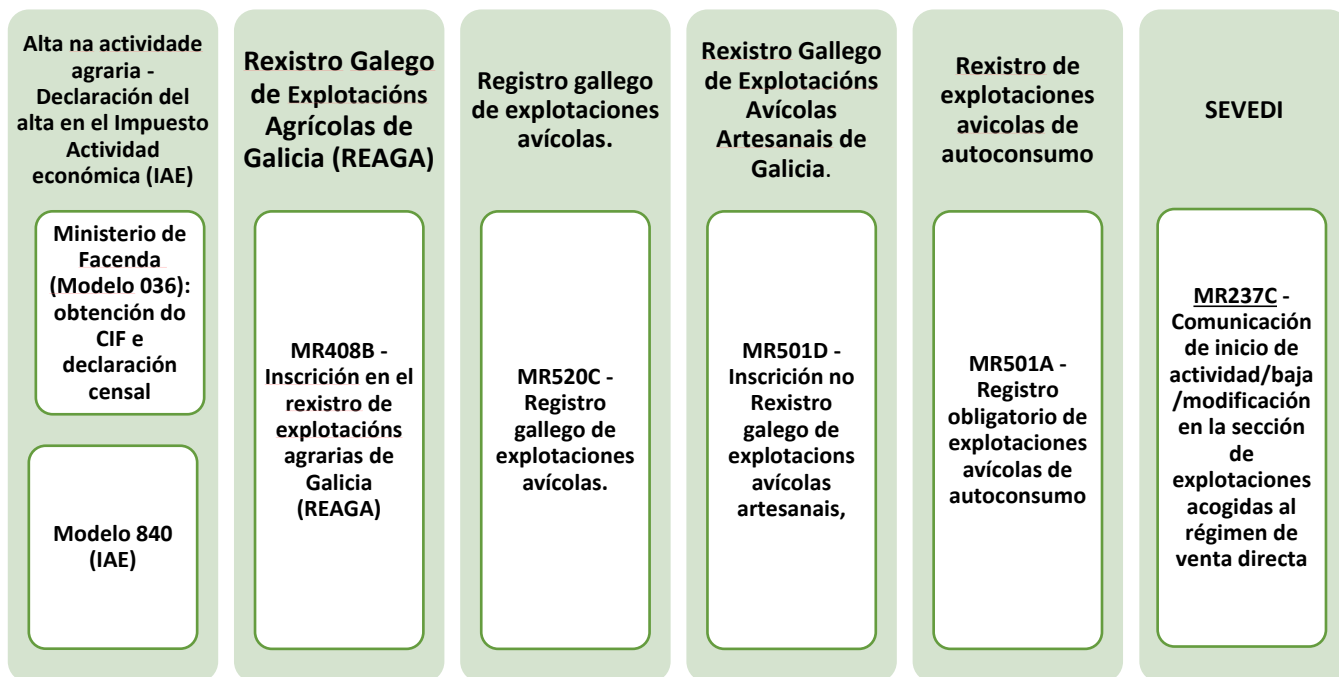 Alta na actividade
agraria -
Declaración del
alta en el Impuesto
Actividad
económica (IAE)
Ministerio de
Facenda
(Modelo 036):
obtención do
CIF e
declaración
censal
Modelo 840
(IAE)
Rexistro Galego
de Explotacións
Agrícolas de
Galicia (REAGA)
MR408B -
Inscrición en el
rexistro de
explotacións
agrarias de
Galicia
(REAGA)
Registro gallego
de explotaciones
avícolas.
MR520C -
Registro
gallego de
explotaciones
avícolas.
Rexistro Gallego
de Explotacións
Avícolas
Artesanais de
Galicia.
MR501D -
Inscrición no
Rexistro
galego de
explotacions
avícolas
artesanais,
Rexistro de
explotaciones
avicolas de
autoconsumo
MR501A -
Registro
obligatorio de
explotaciones
avícolas de
autoconsumo
SEVEDI
MR237C -
Comunicación
de inicio de
actividad/baja
/modificación
en la sección
de
explotaciones
acogidas al
régimen de
venta directa